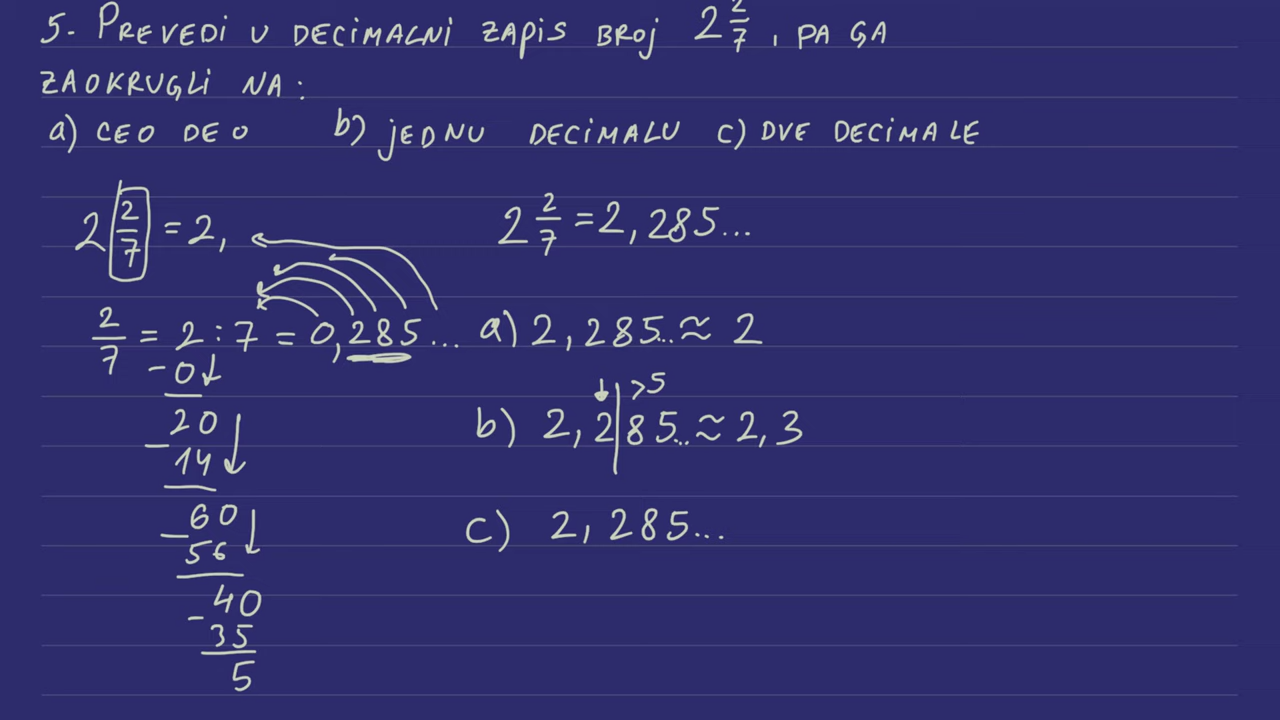 5. PREVEDI U DECIMALNI ZAPIS BROJ 2 2/7, PA GA
ZAOKRUGLI NA:
a) CEO DEO b) JEDNU DECIMALU c) DVE DECIMALE
2 2/7 = 2,
2 2/7 = 2,285...
2/7 = 2 : 7 = 0,285...
-0
20
-14
60
-56
40
-35
5
a) 2,285... ≈ 2
>5
b) 2,2|85... ≈ 2,3
c) 2,285...